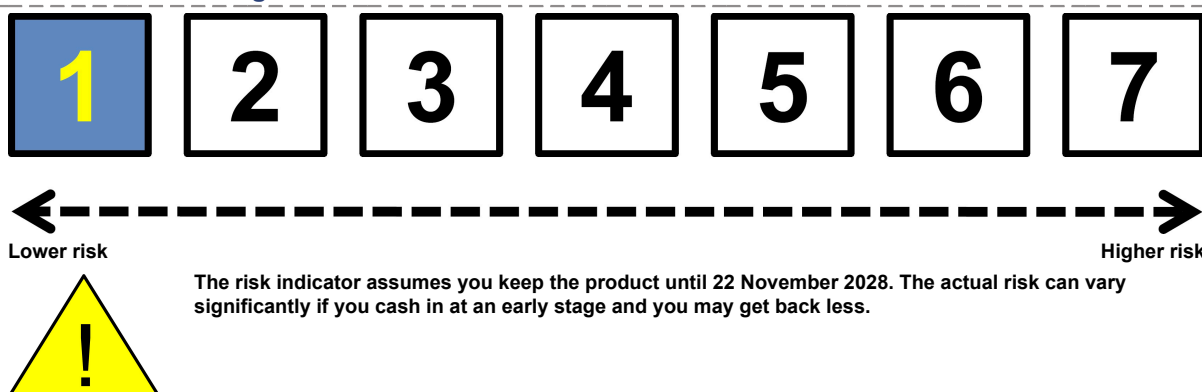 1 2 3 4 5 6 7
Lower risk Higher risk
The risk indicator assumes you keep the product until 22 November 2028. The actual risk can vary
significantly if you cash in at an early stage and you may get back less.
!